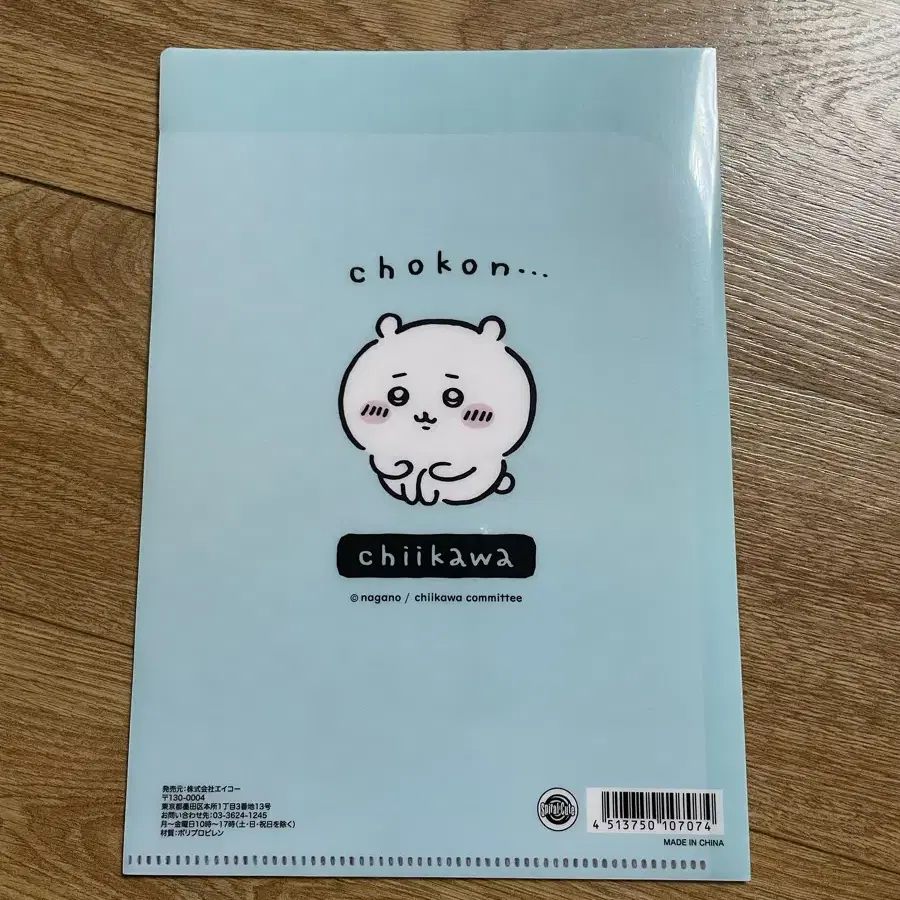 chokon...
chiikawa
© nagano / chiikawa committee
発売元：株式会社エイコー
〒130-0004
東京都墨田区本所1丁目3番地13号
お問い合わせ先：03-3624-1245
月～金曜日10時～17時（土・日・祝日を除く）
材質：ポリプロピレン
Spiral Cute
4 513750 107074
MADE IN CHINA